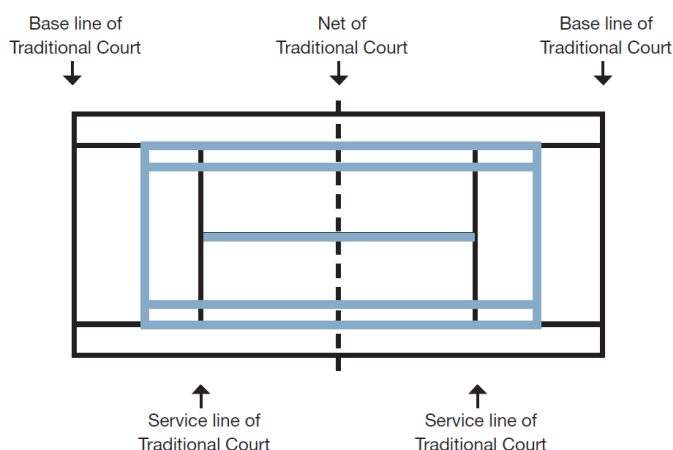 Base line of
Traditional Court
Net of
Traditional Court
Base line of
Traditional Court
Service line of
Traditional Court
Service line of
Traditional Court